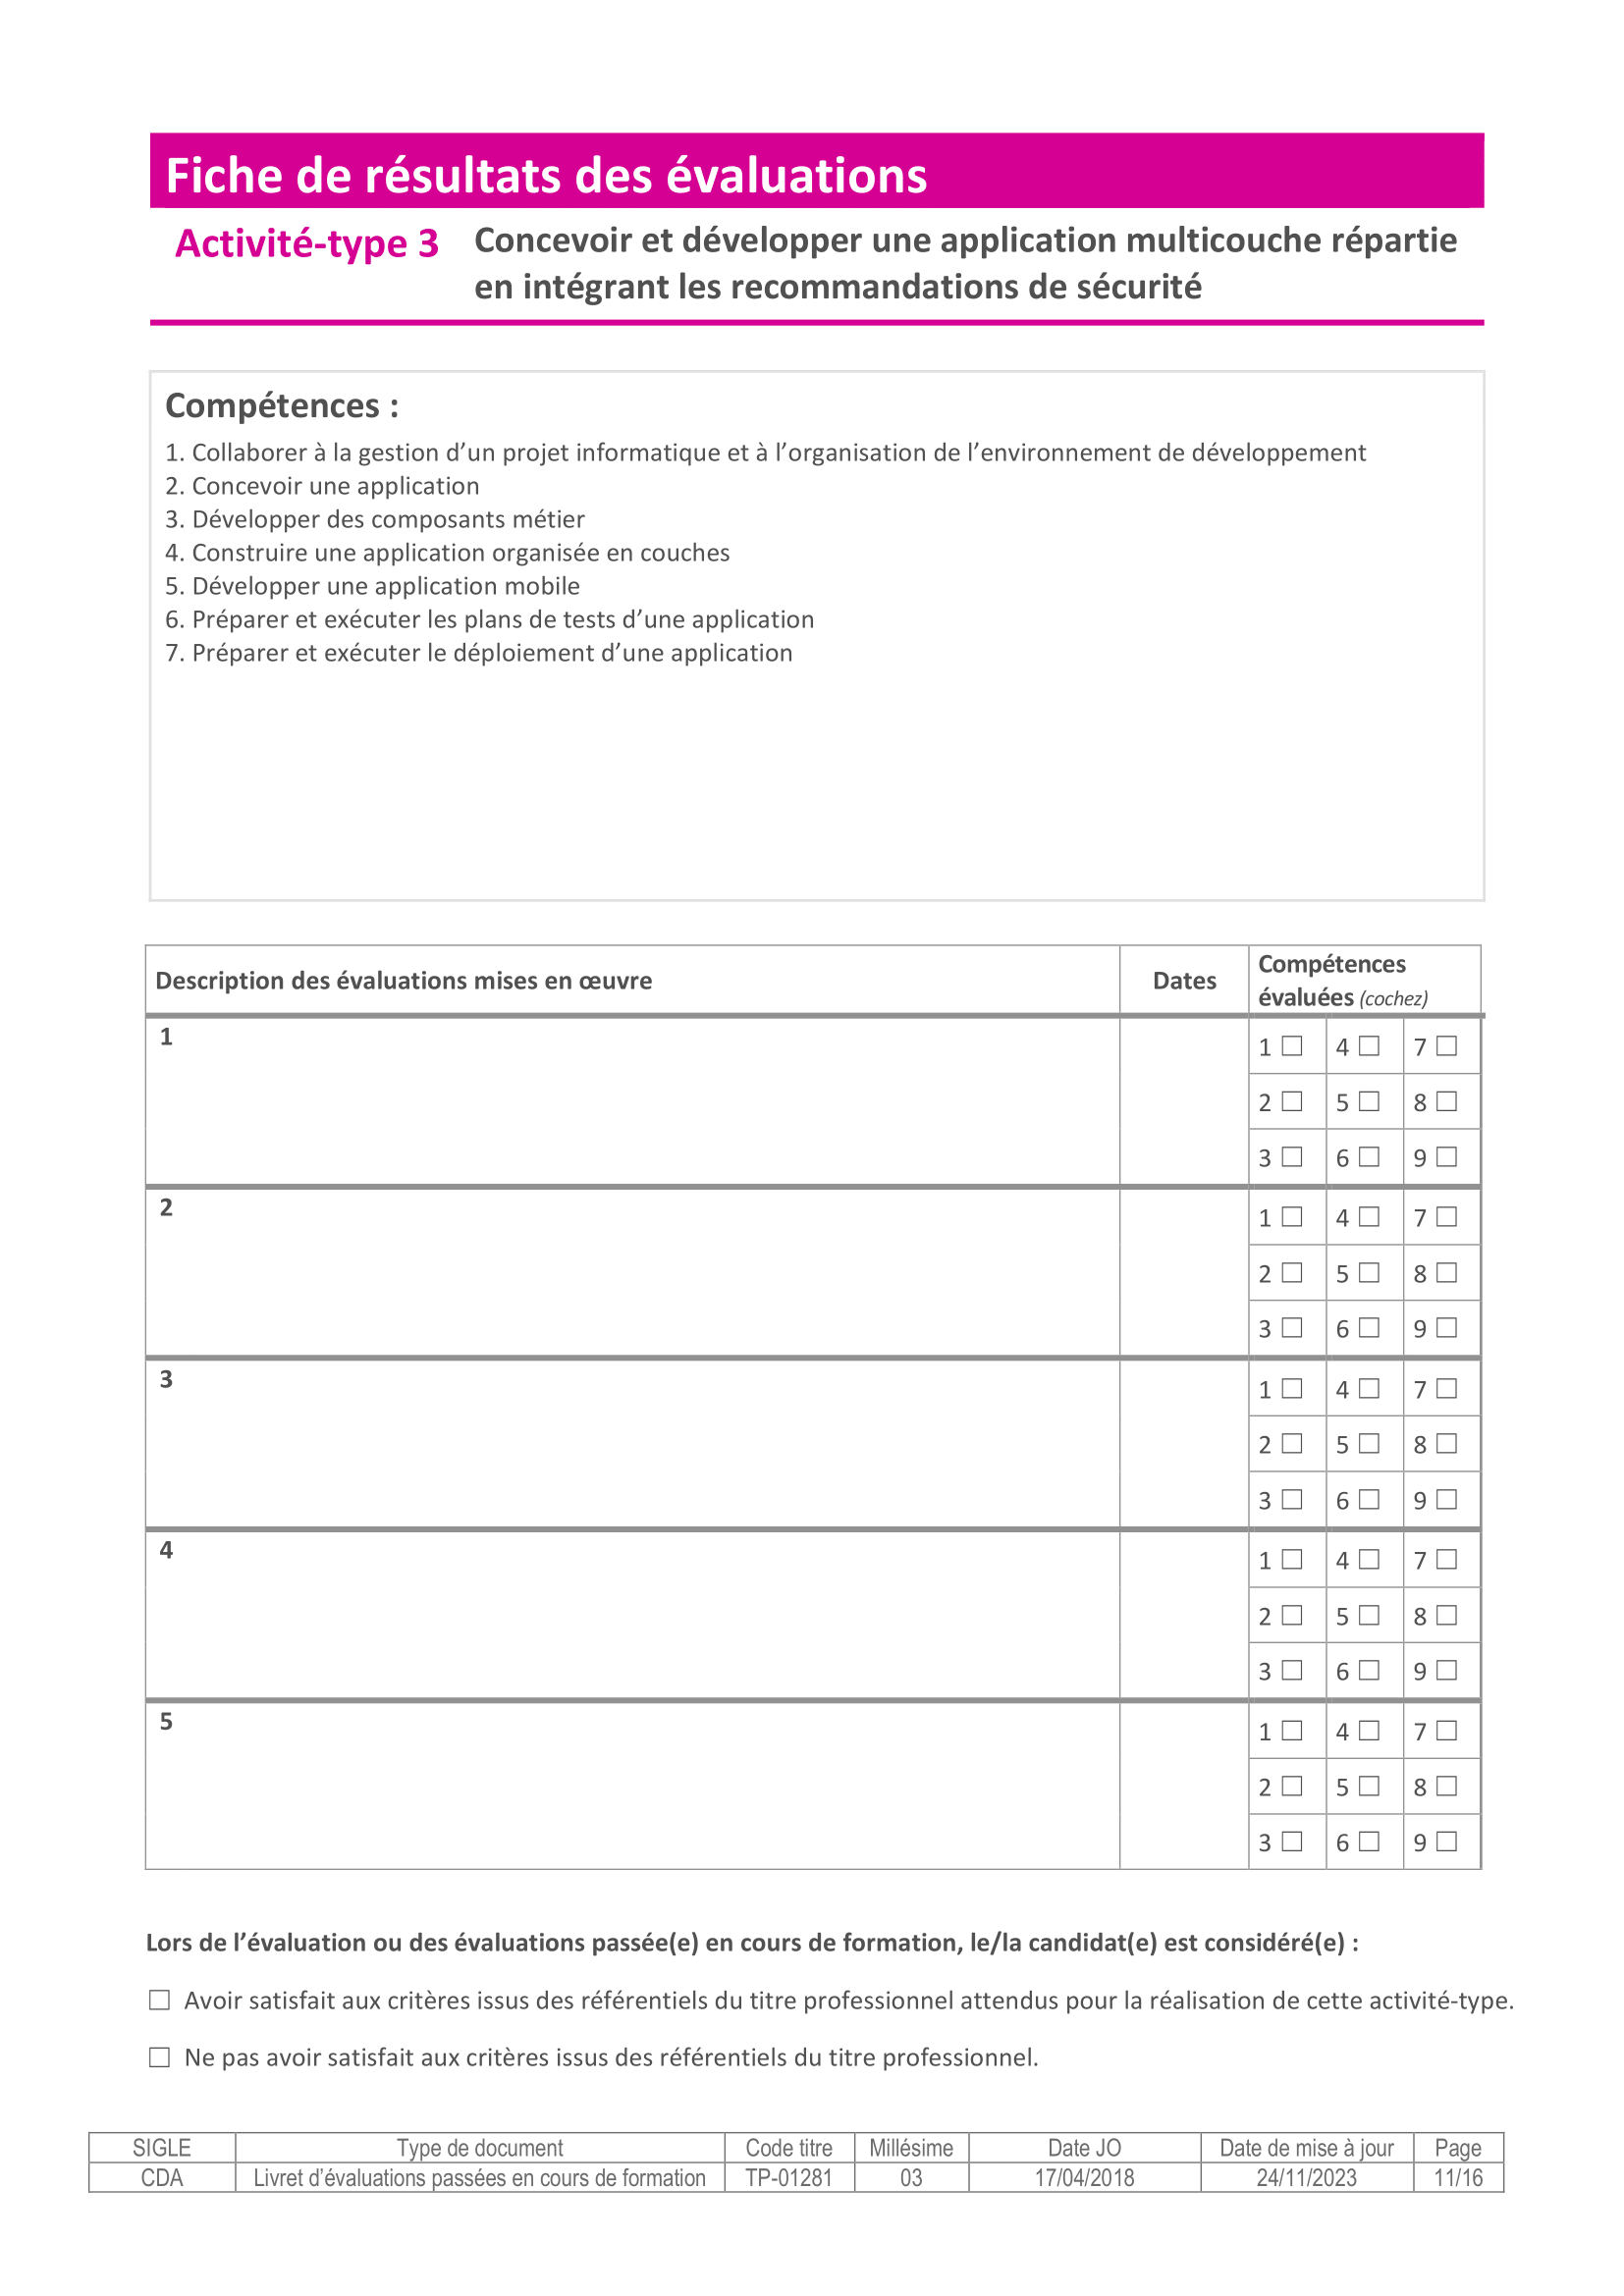 Fiche de résultats des évaluations
Activité-type 3
Concevoir et développer une application multicouche répartie
en intégrant les recommandations de sécurité
Compétences :
1. Collaborer à la gestion d’un projet informatique et à l’organisation de l’environnement de développement
2. Concevoir une application
3. Développer des composants métier
4. Construire une application organisée en couches
5. Développer une application mobile
6. Préparer et exécuter les plans de tests d’une application
7. Préparer et exécuter le déploiement d’une application
Description des évaluations mises en œuvre Dates Compétences
évaluées (cochez)
1
1 ☐ 4 ☐ 7 ☐
2 ☐ 5 ☐ 8 ☐
3 ☐ 6 ☐ 9 ☐
2
1 ☐ 4 ☐ 7 ☐
2 ☐ 5 ☐ 8 ☐
3 ☐ 6 ☐ 9 ☐
3
1 ☐ 4 ☐ 7 ☐
2 ☐ 5 ☐ 8 ☐
3 ☐ 6 ☐ 9 ☐
4
1 ☐ 4 ☐ 7 ☐
2 ☐ 5 ☐ 8 ☐
3 ☐ 6 ☐ 9 ☐
5
1 ☐ 4 ☐ 7 ☐
2 ☐ 5 ☐ 8 ☐
3 ☐ 6 ☐ 9 ☐
Lors de l’évaluation ou des évaluations passée(e) en cours de formation, le/la candidat(e) est considéré(e) :
☐ Avoir satisfait aux critères issus des référentiels du titre professionnel attendus pour la réalisation de cette activité-type.
☐ Ne pas avoir satisfait aux critères issus des référentiels du titre professionnel.
SIGLE Type de document Code titre Millésime Date JO Date de mise à jour Page
CDA Livret d’évaluations passées en cours de formation TP-01281 03 17/04/2018 24/11/2023 11/16